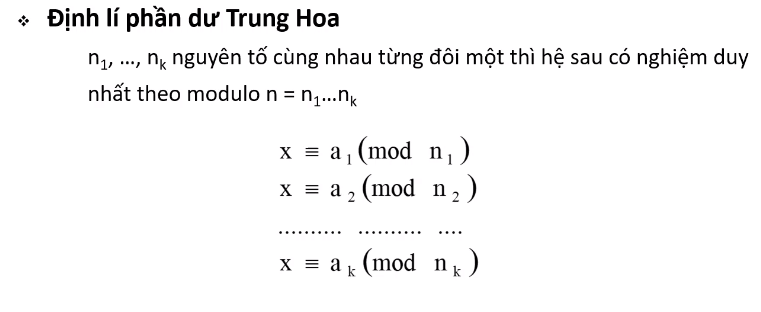 ❖ Định lí phần dư Trung Hoa
n₁, ..., nₖ nguyên tố cùng nhau từng đôi một thì hệ sau có nghiệm duy
nhất theo modulo n = n₁...nₖ
x ≡ a₁ (mod n₁)
x ≡ a₂ (mod n₂)
.......... .......... ....
x ≡ aₖ (mod nₖ)